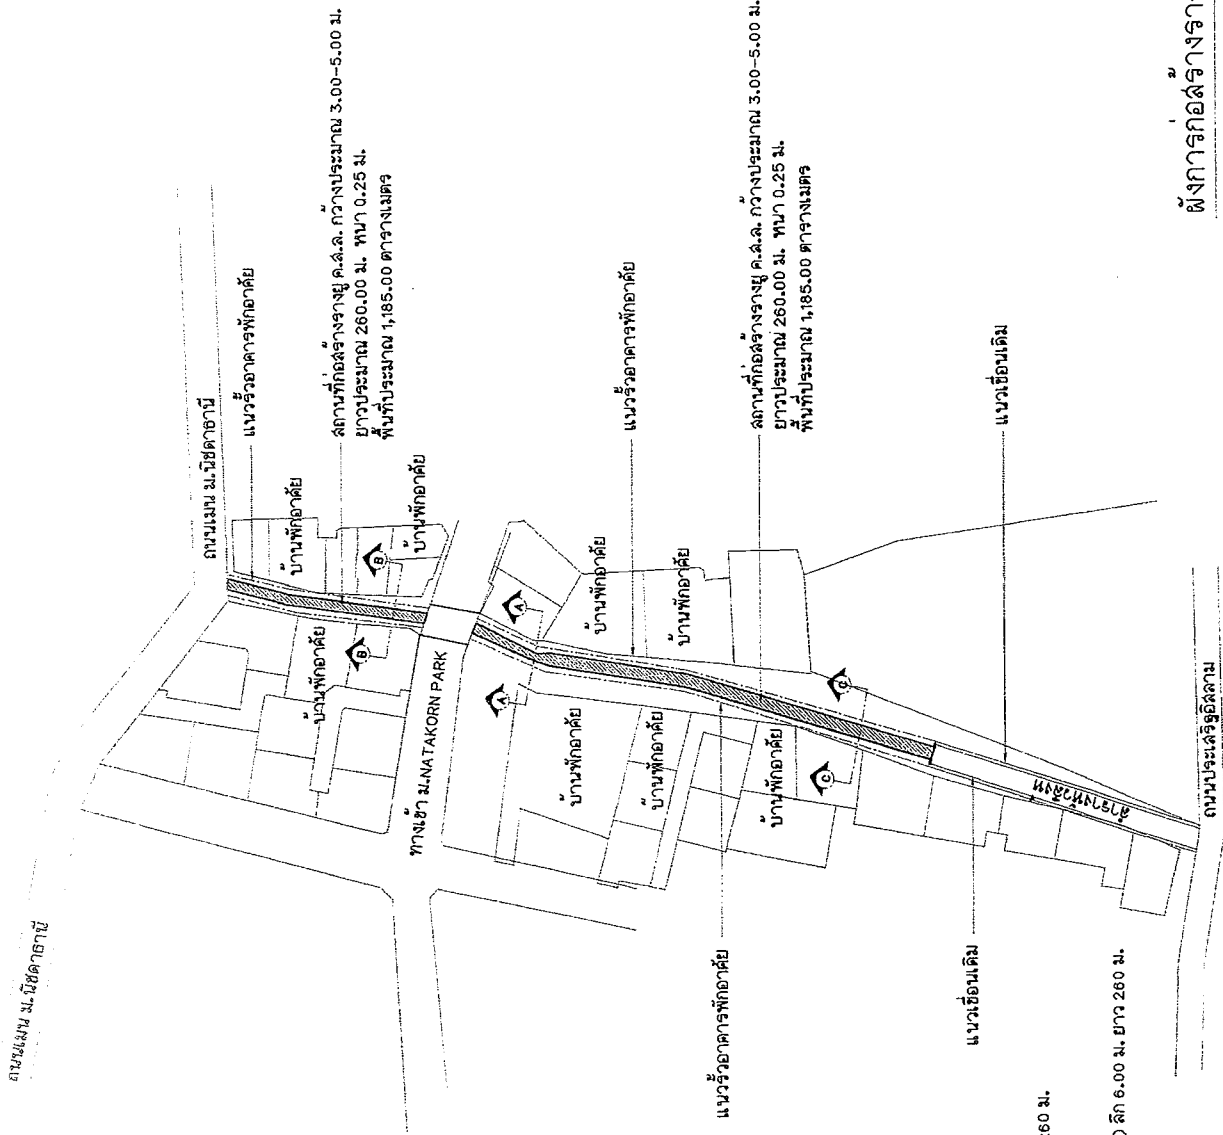 ถนนเมน ม.นิชดาธานี
ถนนเมน ม.นิชดาธานี
แนวรั้วอาคารพักอาศัย
สถานที่ก่อสร้างรางยู ค.ส.ล. กว้างประมาณ 3.00-5.00 ม.
ยาวประมาณ 260.00 ม. หนา 0.25 ม.
พื้นที่ประมาณ 1,185.00 ตารางเมตร
บ้านพักอาศัย
บ้านพักอาศัย
บ้านพักอาศัย
B
B
ทางเข้า ม.NATAKORN PARK
A
A
แนวรั้วอาคารพักอาศัย
บ้านพักอาศัย
บ้านพักอาศัย
บ้านพักอาศัย
บ้านพักอาศัย
บ้านพักอาศัย
สถานที่ก่อสร้างรางยู ค.ส.ล. กว้างประมาณ 3.00-5.00 ม.
ยาวประมาณ 260.00 ม. หนา 0.25 ม.
พื้นที่ประมาณ 1,185.00 ตารางเมตร
C
C
แนวรั้วอาคารพักอาศัย
แนวเขื่อนเดิม
แนวเขื่อนเดิม
ลำรางหัวสิงห์
ถนนประเสริฐอิสลาม
60 ม.
ลึก 6.00 ม. ยาว 260 ม.
ผังการก่อสร้างรา